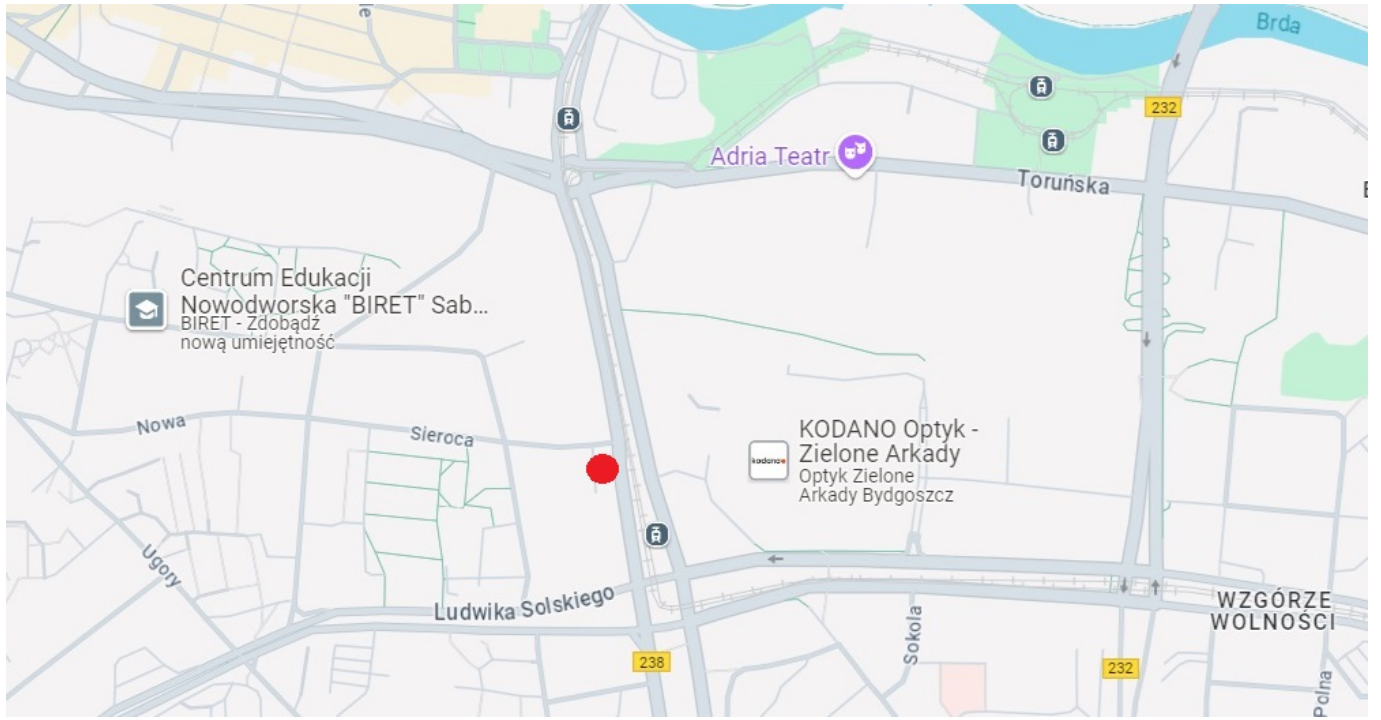 le
Brda
232
Adria Teatr
Toruńska
Centrum Edukacji
Nowodworska "BIRET" Sab...
BIRET - Zdobądź
nową umiejętność
Nowa
Sieroca
KODANO Optyk -
Zielone Arkady
Optyk Zielone
Arkady Bydgoszcz
kodano
Ugory
Ludwika Solskiego
WZGÓRZE
WOLNOŚCI
Sokola
238
232
Polna